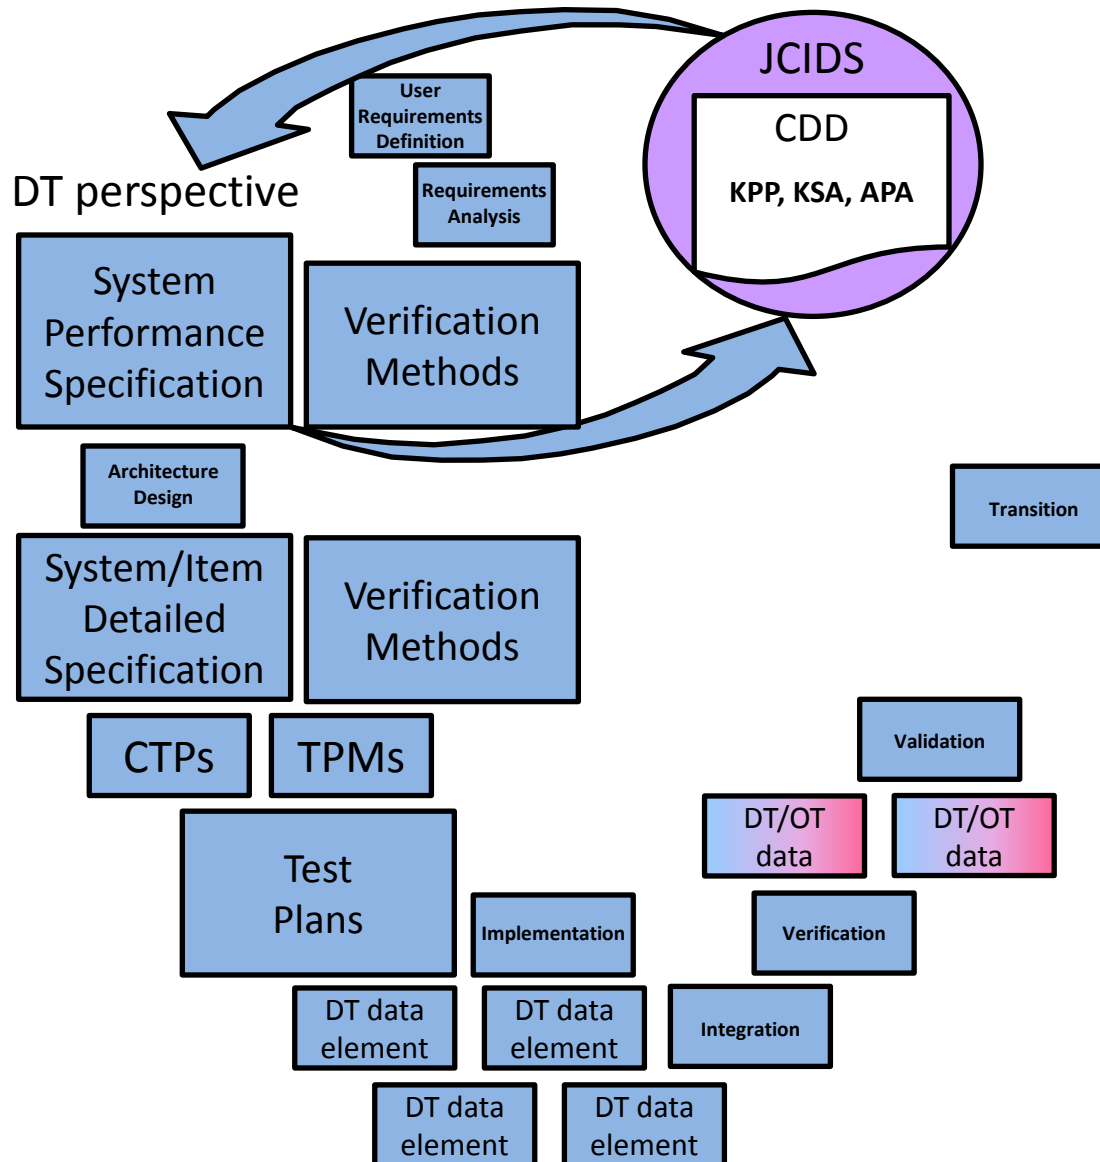 JCIDS
CDD
KPP, KSA, APA
User
Requirements
Definition
Requirements
Analysis
DT perspective
System
Performance
Specification
Verification
Methods
Architecture
Design
Transition
System/Item
Detailed
Specification
Verification
Methods
CTPs
TPMs
Validation
DT/OT
data
DT/OT
data
Test
Plans
Implementation
Verification
DT data
element
DT data
element
Integration
DT data
element
DT data
element